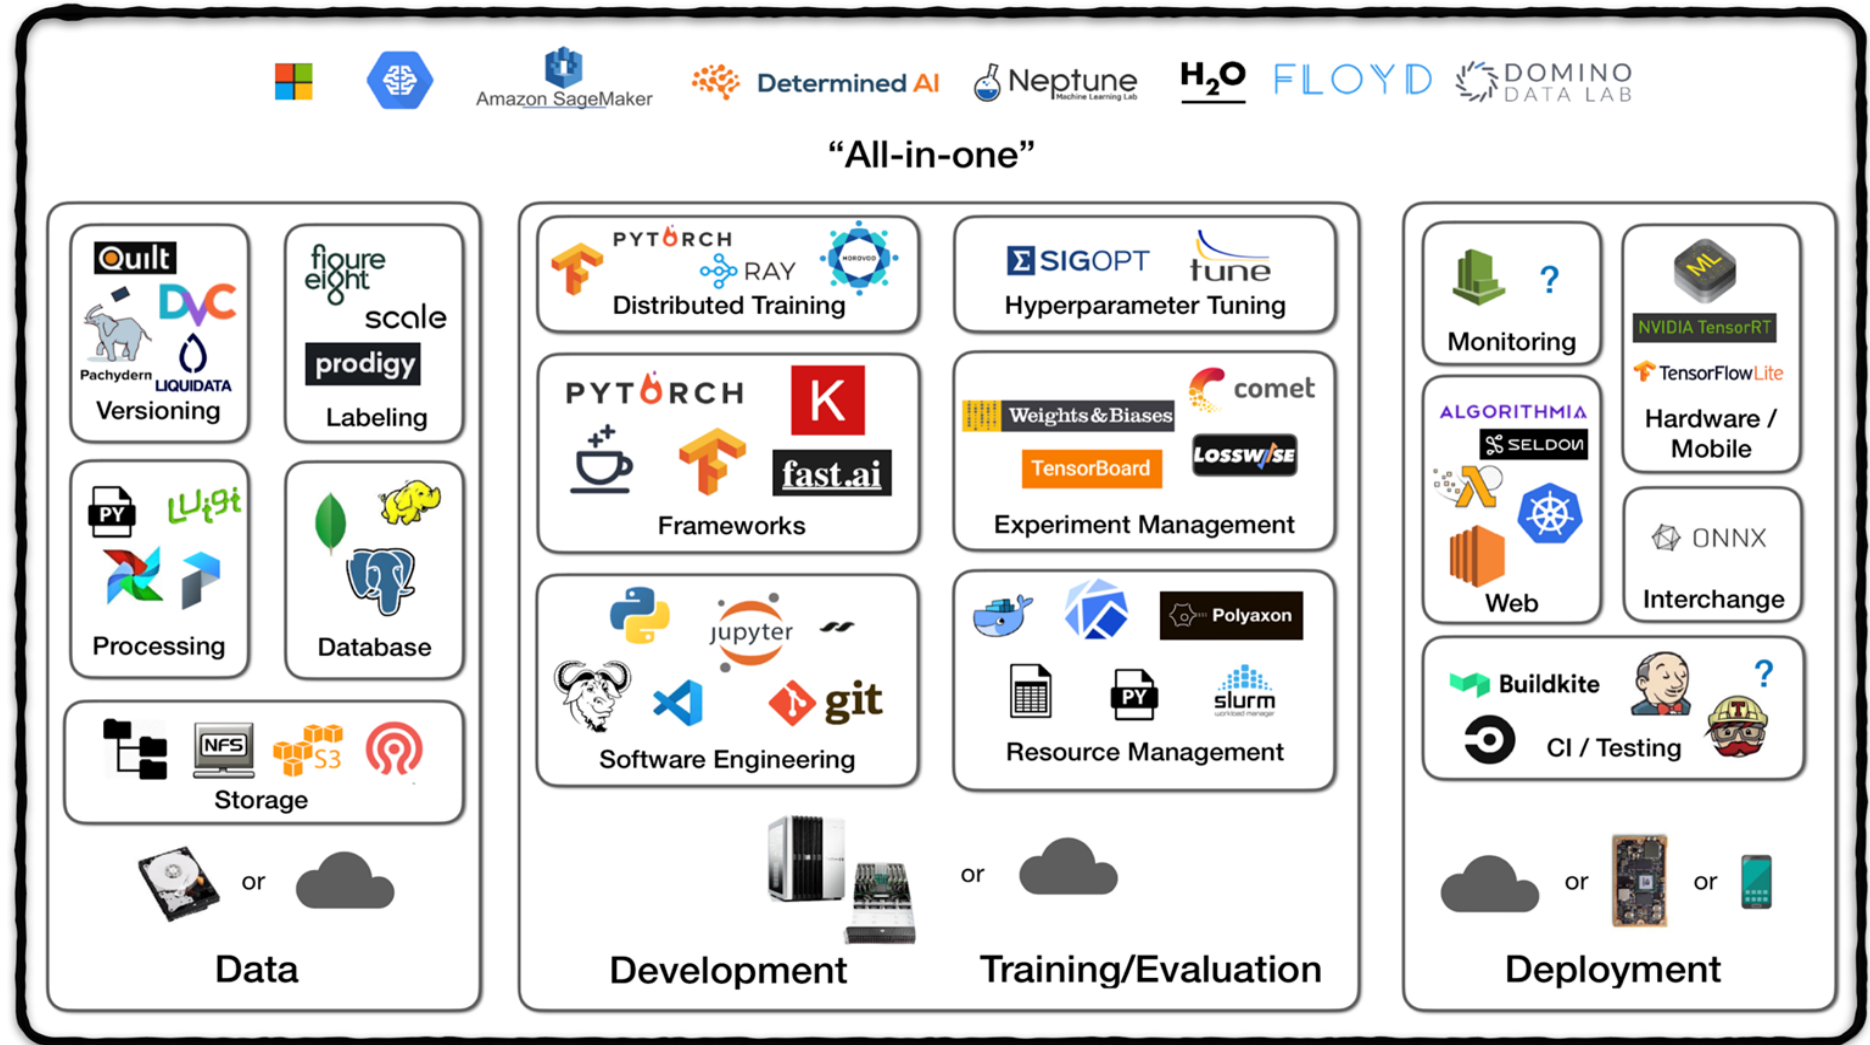 Amazon SageMaker
Determined AI
Neptune
Machine Learning Lab
H2O
FLOYD
DOMINO
DATA LAB
“All-in-one”
Quilt
DVC
Pachydern
LIQUIDATA
Versioning
figure
eight
scale
prodigy
Labeling
PY
Luigi
Processing
Database
NFS
S3
Storage
or
Data
PYTORCH
RAY
HOROVOD
Distributed Training
SIGOPT
tune
Hyperparameter Tuning
PYTORCH
K
fast.ai
Frameworks
comet
Weights & Biases
TensorBoard
LOSSWISE
Experiment Management
jupyter
git
Software Engineering
Polyaxon
PY
slurm
workload manager
Resource Management
or
Development
Training/Evaluation
?
Monitoring
ML
NVIDIA TensorRT
TensorFlowLite
Hardware /
Mobile
ALGORITHMIA
SELDON
Web
ONNX
Interchange
Buildkite
?
T
CI / Testing
or
or
Deployment